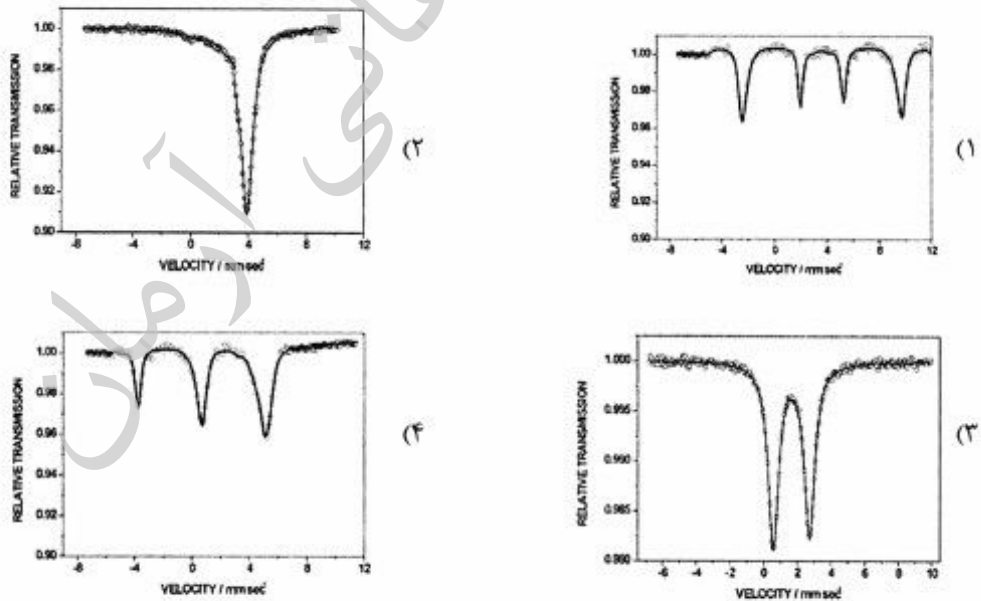 1.00
0.98
0.96
0.94
0.92
0.90
RELATIVE TRANSMISSION
-8 -4 0 4 8 12
VELOCITY / mm sec
(۱
1.00
0.98
0.96
0.94
0.92
0.90
RELATIVE TRANSMISSION
-8 -4 0 4 8 12
VELOCITY / mm sec
(۲
1.000
0.995
0.990
0.985
0.980
RELATIVE TRANSMISSION
-6 -4 -2 0 2 4 6 8 10
VELOCITY / mm sec
(۳
1.00
0.98
0.96
0.94
0.92
0.90
RELATIVE TRANSMISSION
-8 -4 0 4 8 12
VELOCITY / mm sec
(۴
آرمان